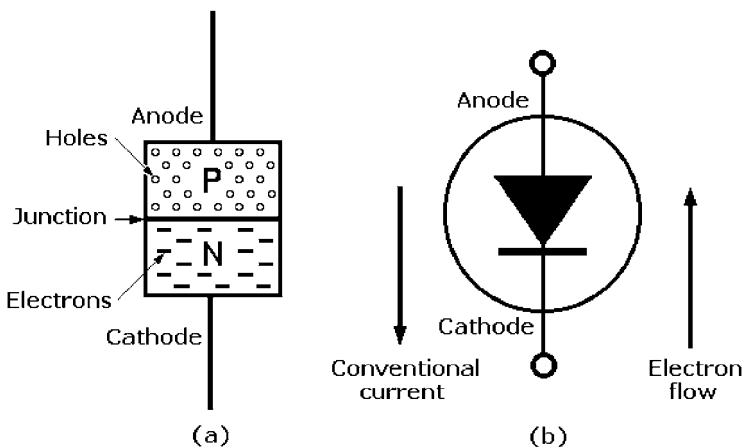 Anode
Holes
P
Junction
N
Electrons
Cathode
(a)
Anode
Cathode
Conventional
current
Electron
flow
(b)